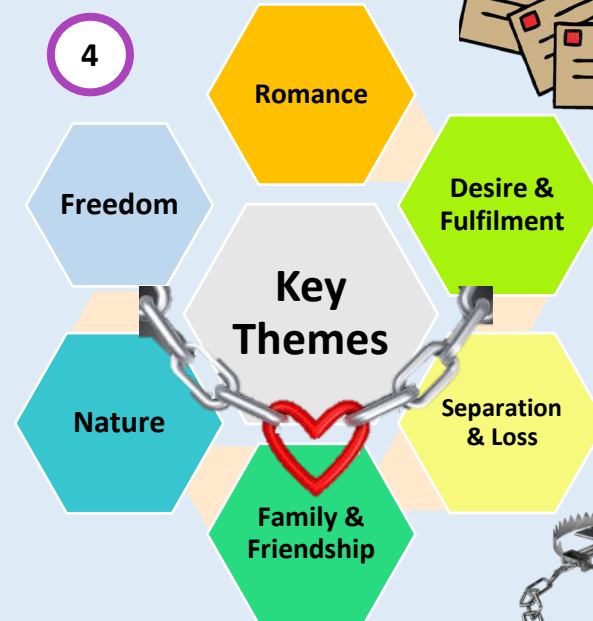 4
Romance
Freedom
Desire &
Fulfilment
Key
Themes
Nature
Separation
& Loss
Family &
Friendship